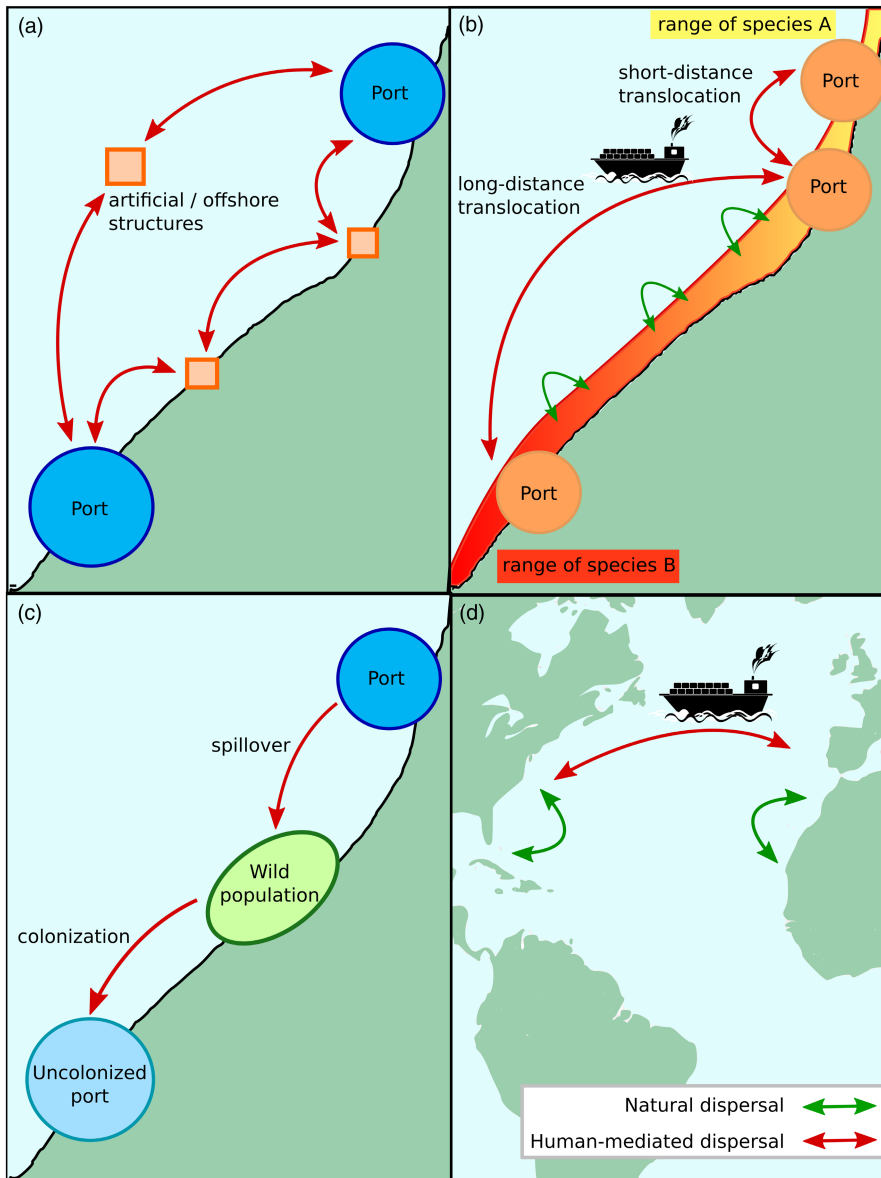 (a)
Port
artificial / offshore
structures
Port
(b)
range of species A
Port
short-distance
translocation
long-distance
translocation
Port
Port
range of species B
(c)
Port
spillover
Wild
population
colonization
Uncolonized
port
(d)
Natural dispersal
Human-mediated dispersal